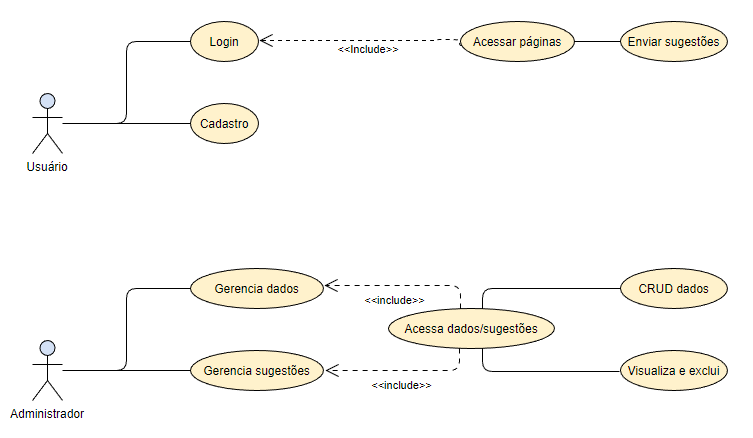 Login
<<Include>>
Acessar páginas
Enviar sugestões
Cadastro
Usuário
Gerencia dados
<<include>>
CRUD dados
Acessa dados/sugestões
Gerencia sugestões
<<include>>
Visualiza e exclui
Administrador